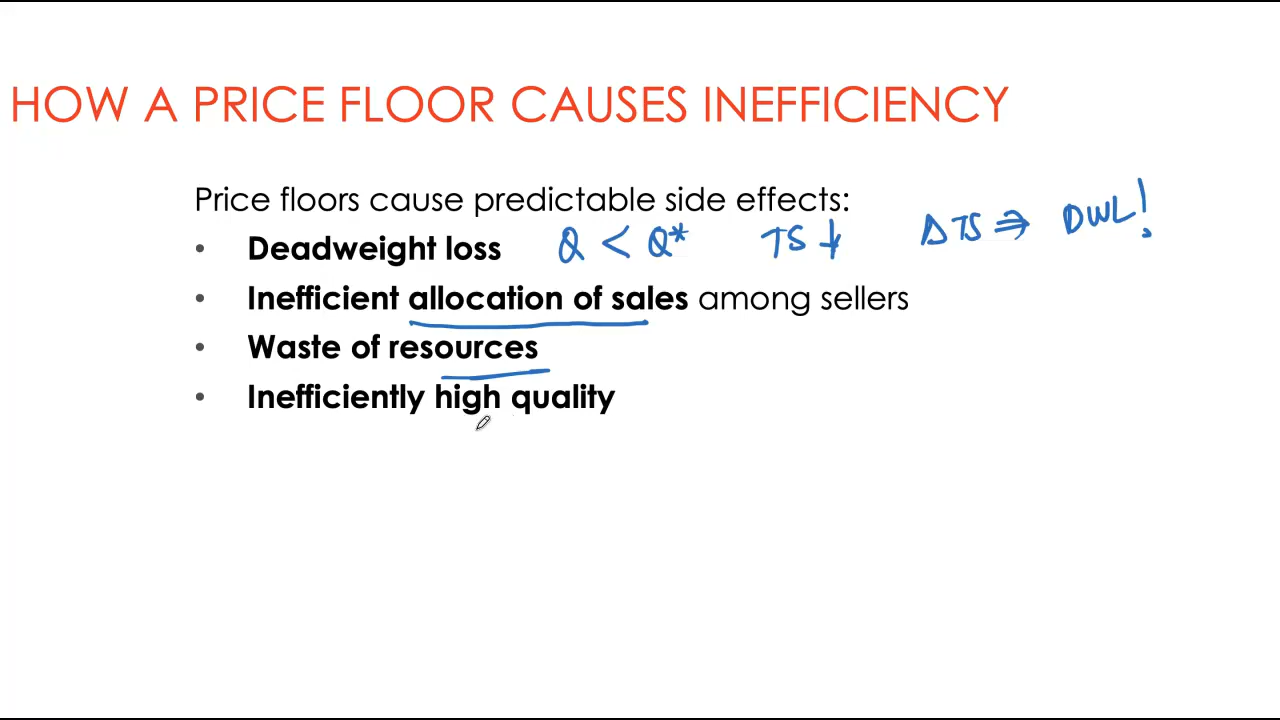 HOW A PRICE FLOOR CAUSES INEFFICIENCY
Price floors cause predictable side effects:
• Deadweight loss Q < Q* TS ↓ Δ TS ⇒ DWL!
• Inefficient allocation of sales among sellers
• Waste of resources
• Inefficiently high quality